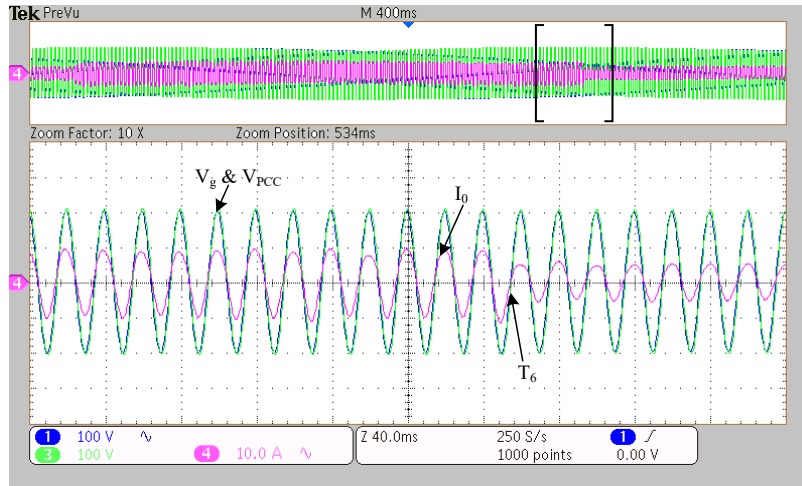 Tek PreVu M 400ms
4
Zoom Factor: 10 X Zoom Position: 534ms
Vg & VPCC
I0
4
T6
1 100 V 3 100 V 4 10.0 A
Z 40.0ms 250 S/s 1 0.00 V
1000 points